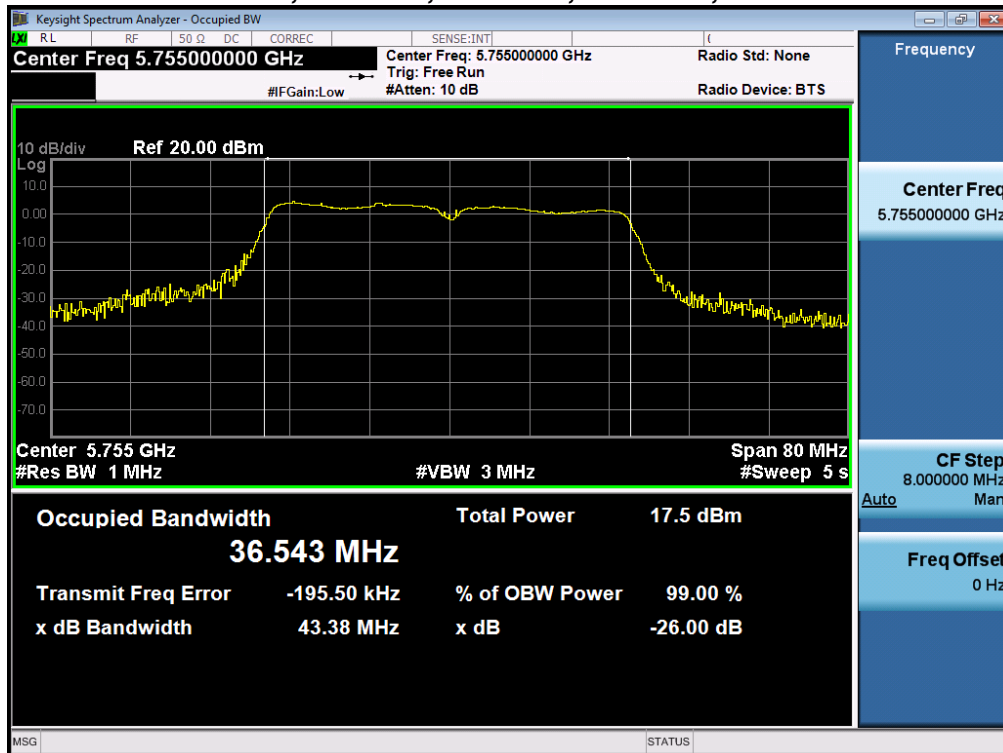 Keysight Spectrum Analyzer - Occupied BW
LXI RL RF 50 Ω DC CORREC SENSE:INT
Center Freq 5.755000000 GHz
#IFGain:Low
Center Freq: 5.755000000 GHz
Trig: Free Run
#Atten: 10 dB
Radio Std: None
Radio Device: BTS
10 dB/div Ref 20.00 dBm
Log
10.0
0.00
-10.0
-20.0
-30.0
-40.0
-50.0
-60.0
-70.0
Center 5.755 GHz Span 80 MHz
#Res BW 1 MHz #VBW 3 MHz #Sweep 5 s
Occupied Bandwidth Total Power 17.5 dBm
36.543 MHz
Transmit Freq Error -195.50 kHz % of OBW Power 99.00 %
x dB Bandwidth 43.38 MHz x dB -26.00 dB
MSG STATUS
Frequency
Center Freq
5.755000000 GHz
CF Step
8.000000 MHz
Auto Man
Freq Offset
0 Hz